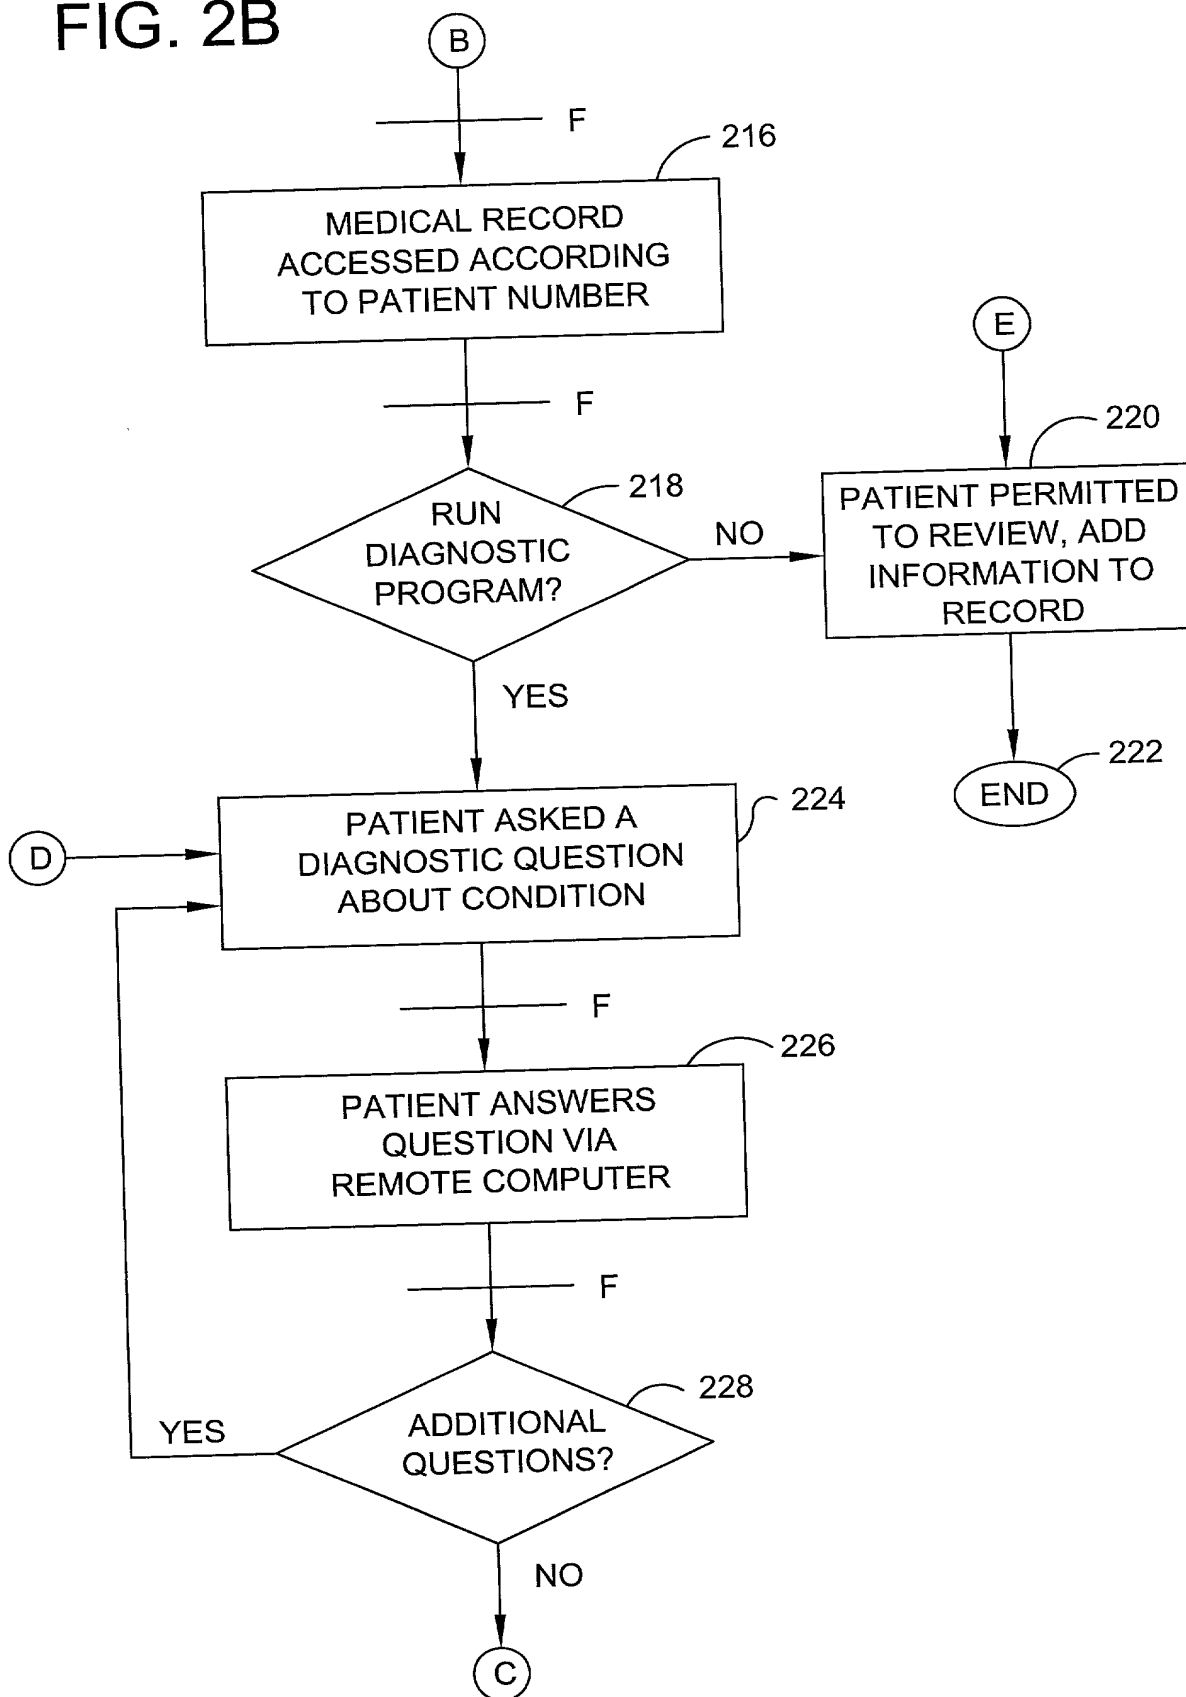 FIG. 2B
B
F
216
MEDICAL RECORD
ACCESSED ACCORDING
TO PATIENT NUMBER
F
E
218
RUN
DIAGNOSTIC
PROGRAM?
NO
220
PATIENT PERMITTED
TO REVIEW, ADD
INFORMATION TO
RECORD
YES
222
END
D
224
PATIENT ASKED A
DIAGNOSTIC QUESTION
ABOUT CONDITION
F
226
PATIENT ANSWERS
QUESTION VIA
REMOTE COMPUTER
F
228
ADDITIONAL
QUESTIONS?
YES
NO
C